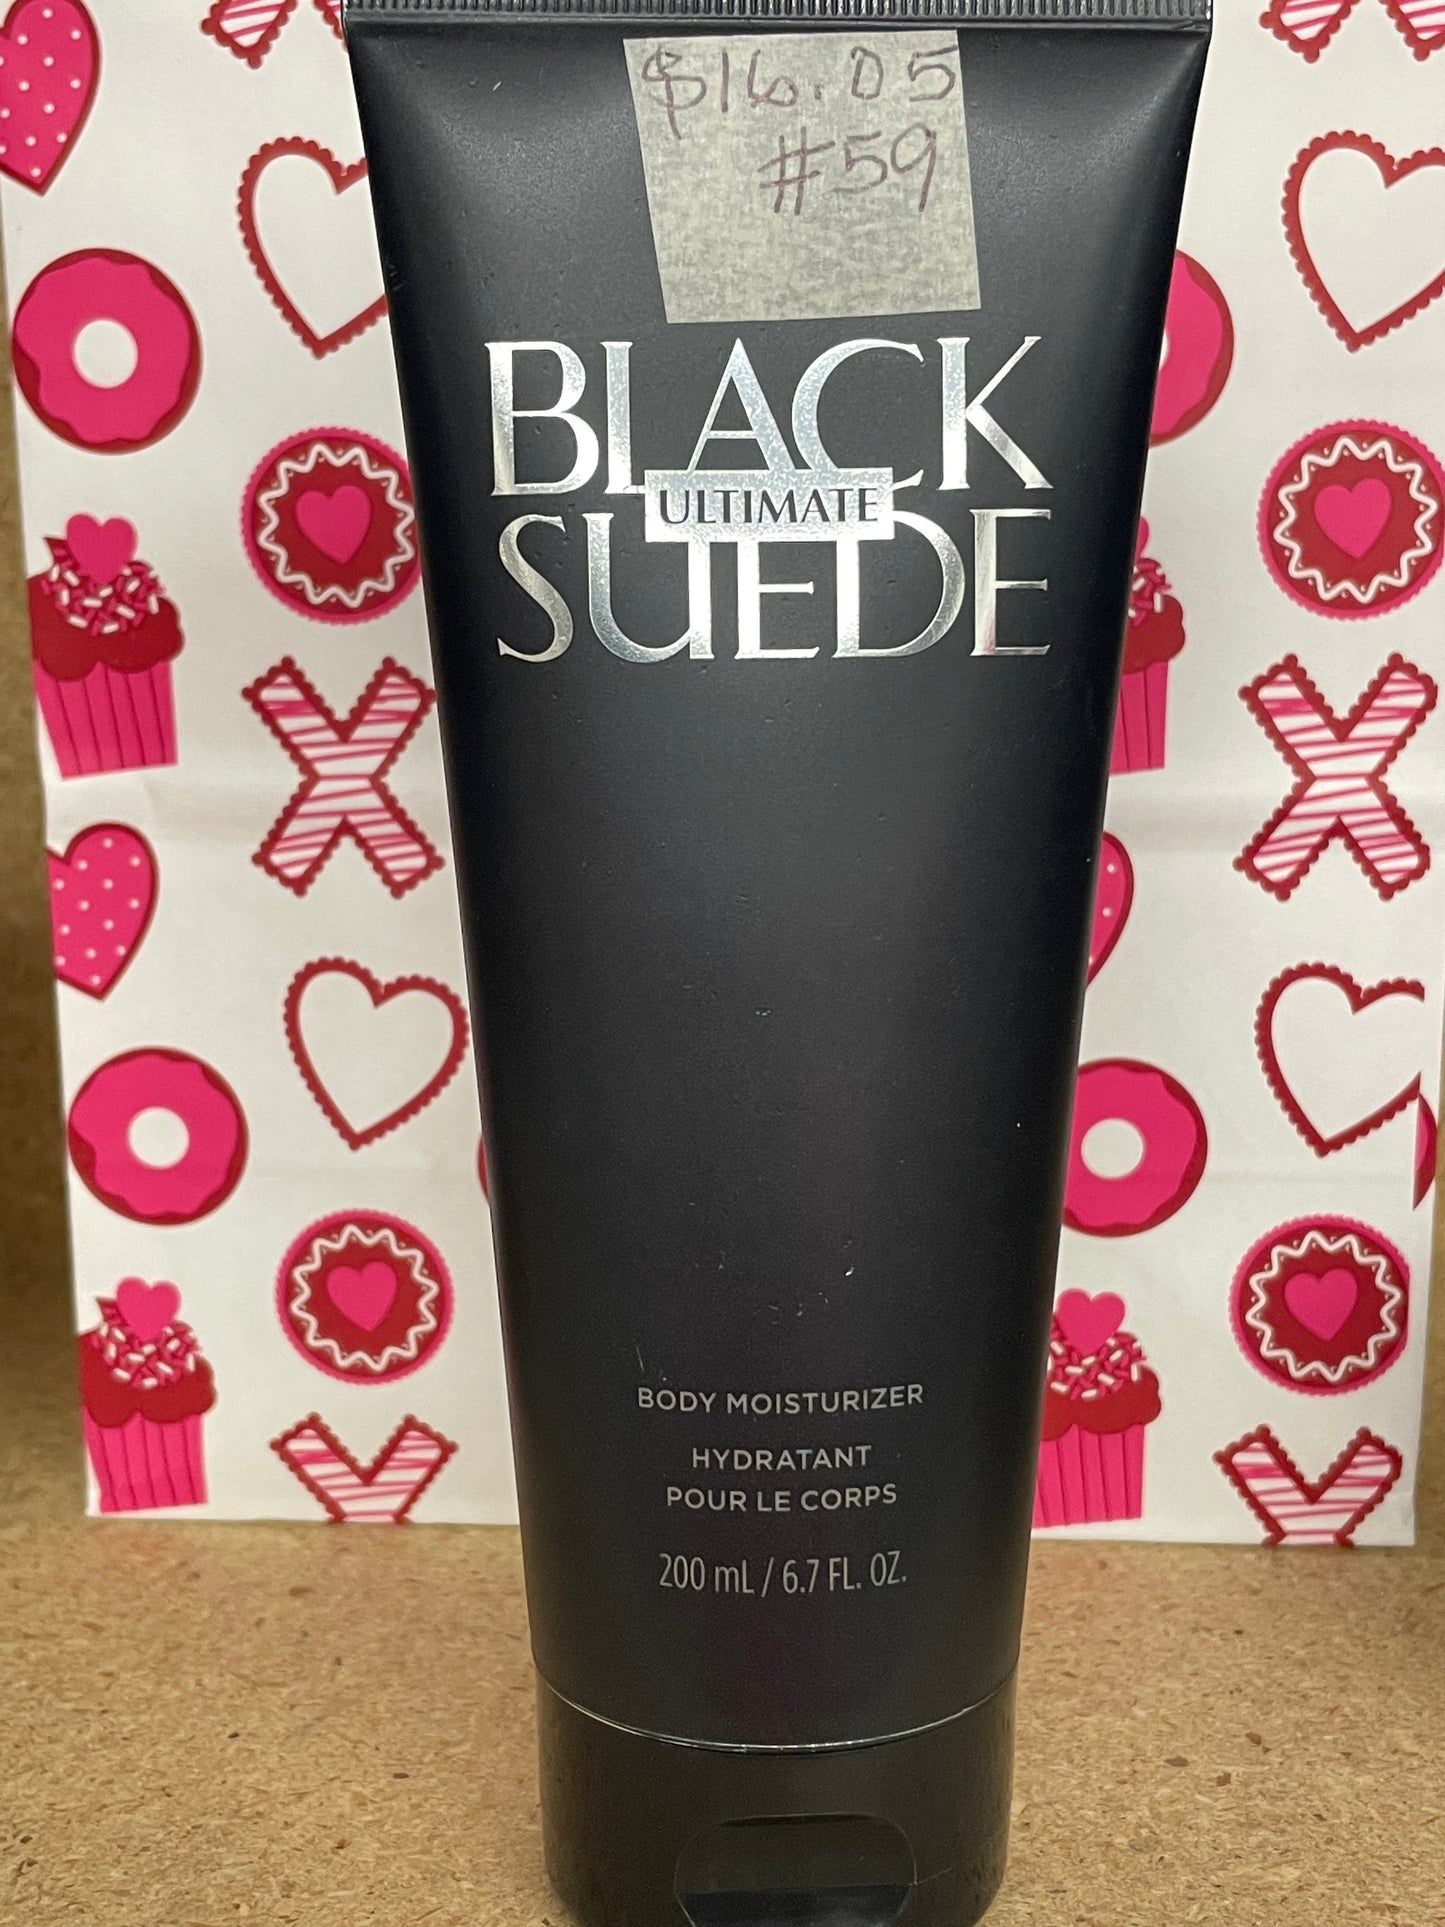 $16.05
#59
BLACK
ULTIMATE
SUEDE
BODY MOISTURIZER
HYDRATANT
POUR LE CORPS
200 mL / 6.7 FL. OZ.